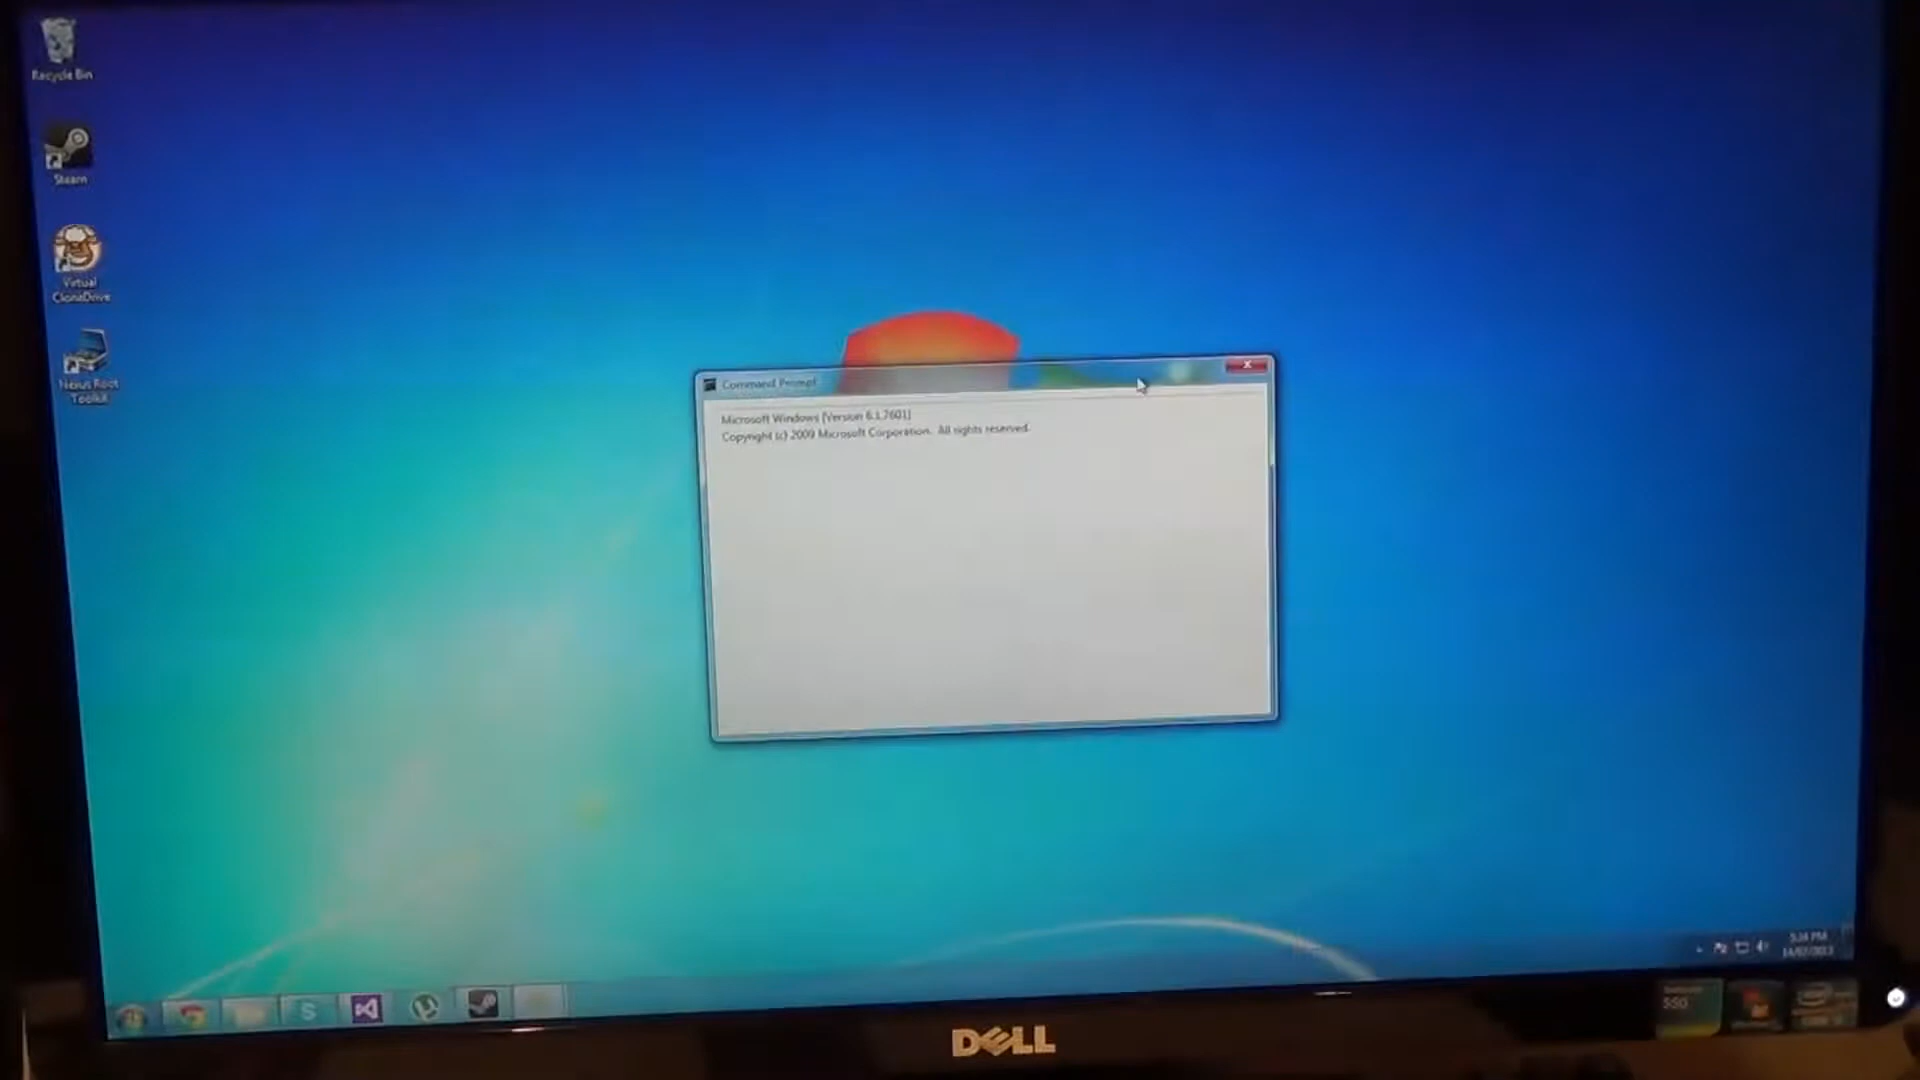 Recycle Bin
Steam
Virtual
CloneDrive
Nexus Root
Toolkit
Command Prompt
Microsoft Windows [Version 6.1.7601]
Copyright (c) 2009 Microsoft Corporation. All rights reserved.
DELL